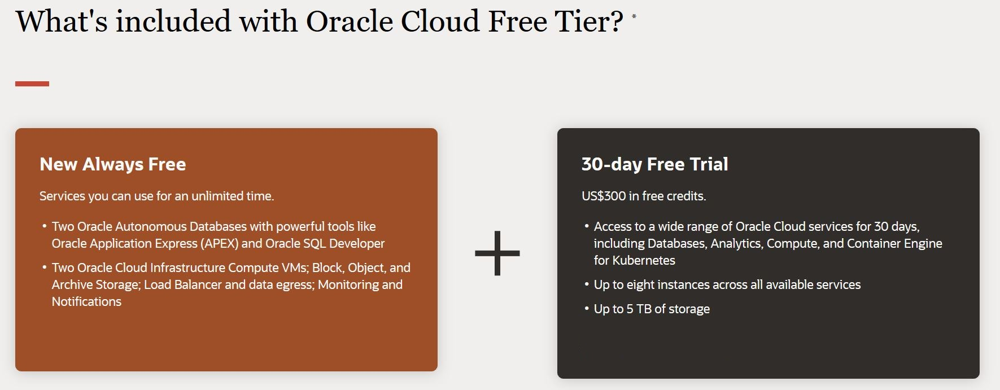 What's included with Oracle Cloud Free Tier? *
New Always Free
Services you can use for an unlimited time.
• Two Oracle Autonomous Databases with powerful tools like
Oracle Application Express (APEX) and Oracle SQL Developer
• Two Oracle Cloud Infrastructure Compute VMs; Block, Object, and
Archive Storage; Load Balancer and data egress; Monitoring and
Notifications
+
30-day Free Trial
US$300 in free credits.
• Access to a wide range of Oracle Cloud services for 30 days,
including Databases, Analytics, Compute, and Container Engine
for Kubernetes
• Up to eight instances across all available services
• Up to 5 TB of storage